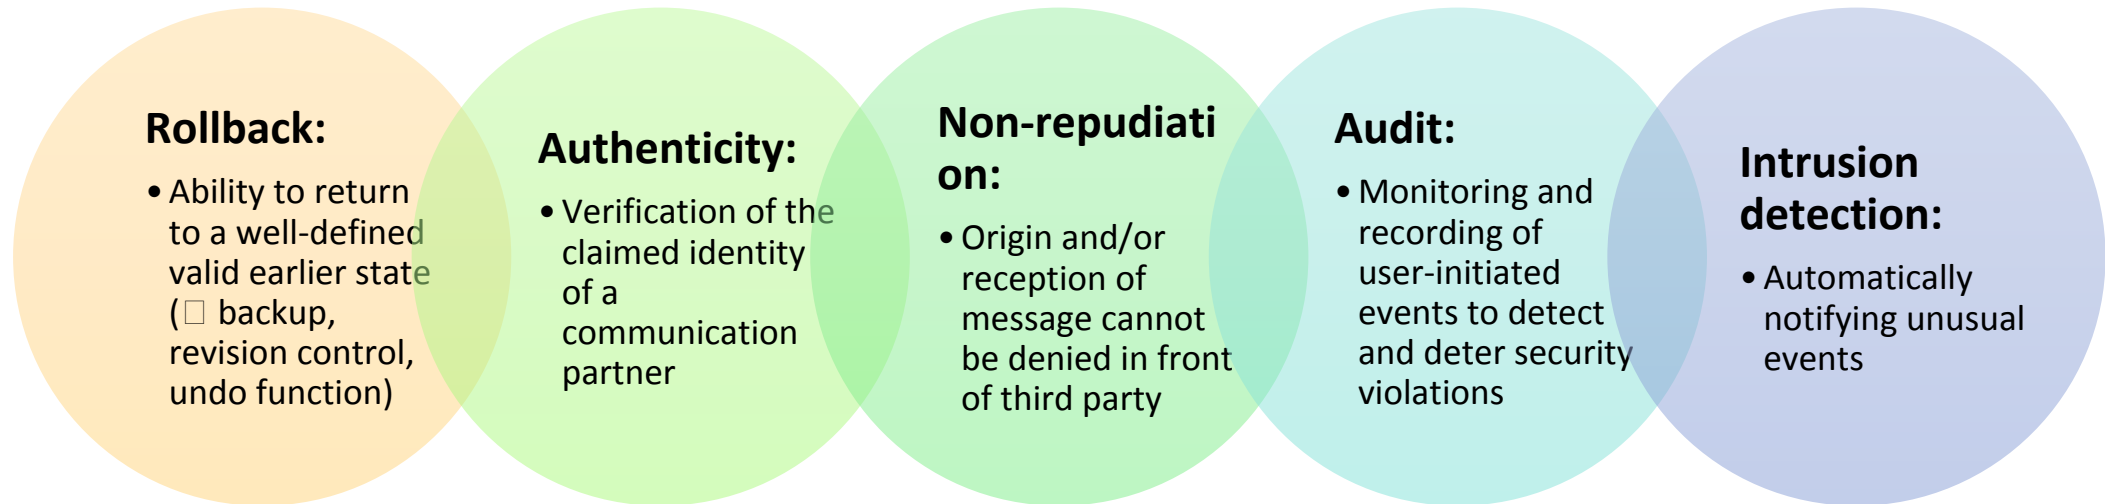 Rollback:
• Ability to return
to a well-defined
valid earlier state
(□ backup,
revision control,
undo function)
Authenticity:
• Verification of the
claimed identity
of a
communication
partner
Non-repudiati
on:
• Origin and/or
reception of
message cannot
be denied in front
of third party
Audit:
• Monitoring and
recording of
user-initiated
events to detect
and deter security
violations
Intrusion
detection:
• Automatically
notifying unusual
events